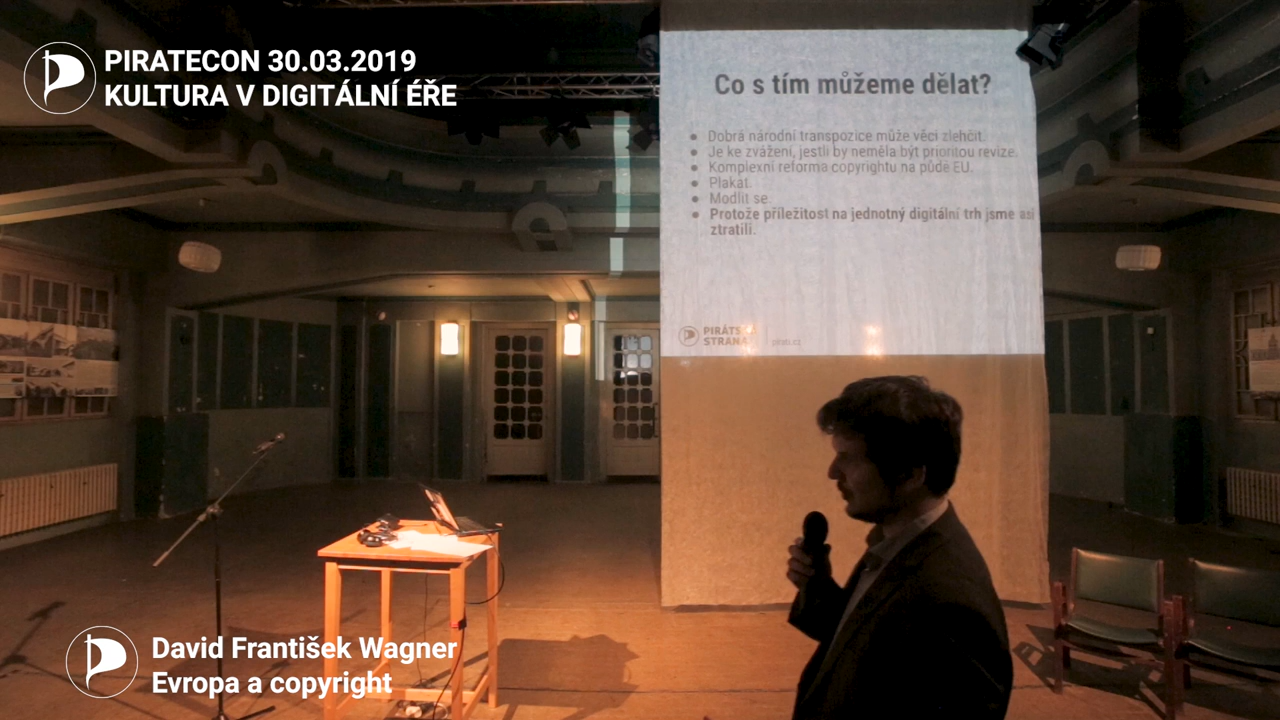 PIRATECON 30.03.2019
KULTURA V DIGITÁLNÍ ÉŘE
Co s tím můžeme dělat?
Dobrá národní transpozice může věci zlehčit.
Je ke zvážení, jestli by neměla být prioritou revize.
Komplexní reforma copyrightu na půdě EU.
Plakat.
Modlit se.
Protože příležitost na jednotný digitální trh jsme asi
ztratili.
PIRÁTSKÁ
STRANA
pirati.cz
David František Wagner
Evropa a copyright